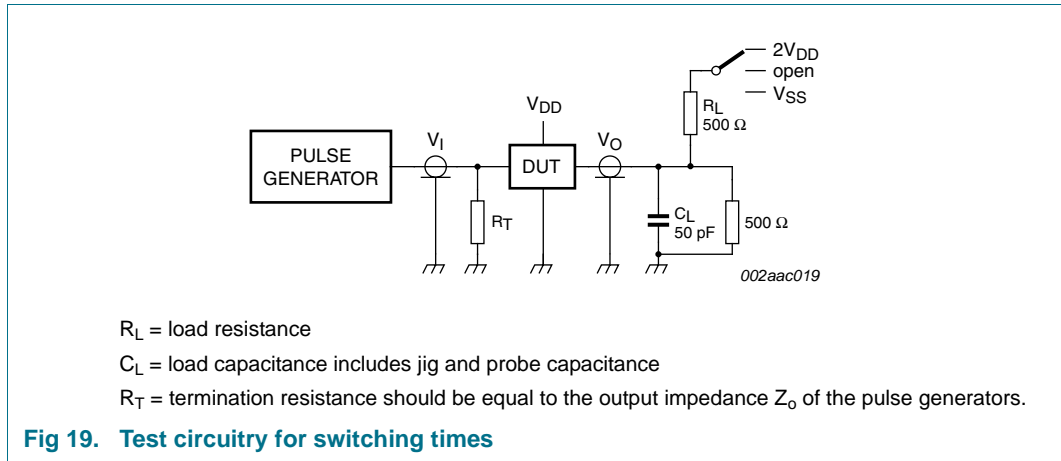 2VDD
open
VSS
RL
500 Ω
VDD
VI
VO
PULSE
GENERATOR
DUT
RT
CL
50 pF
500 Ω
002aac019
RL = load resistance
CL = load capacitance includes jig and probe capacitance
RT = termination resistance should be equal to the output impedance Zo of the pulse generators.
Fig 19. Test circuitry for switching times